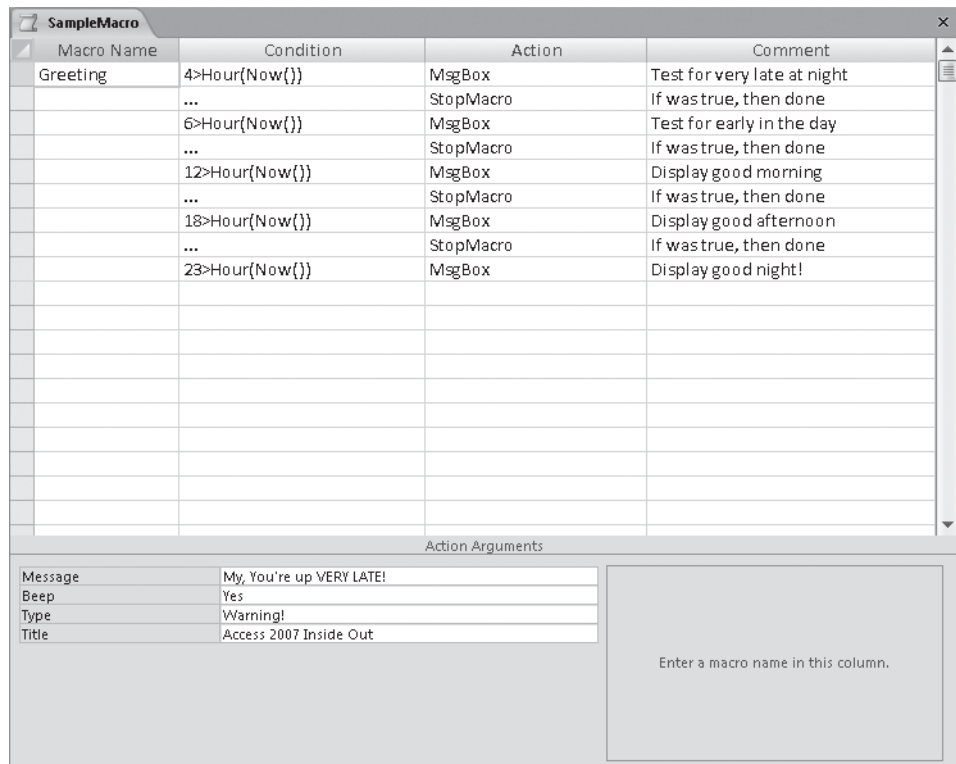 SampleMacro ×
Macro Name Condition Action Comment
Greeting 4>Hour(Now()) MsgBox Test for very late at night
... StopMacro If was true, then done
6>Hour(Now()) MsgBox Test for early in the day
... StopMacro If was true, then done
12>Hour(Now()) MsgBox Display good morning
... StopMacro If was true, then done
18>Hour(Now()) MsgBox Display good afternoon
... StopMacro If was true, then done
23>Hour(Now()) MsgBox Display good night!
Action Arguments
Message My, You're up VERY LATE!
Beep Yes
Type Warning!
Title Access 2007 Inside Out
Enter a macro name in this column.